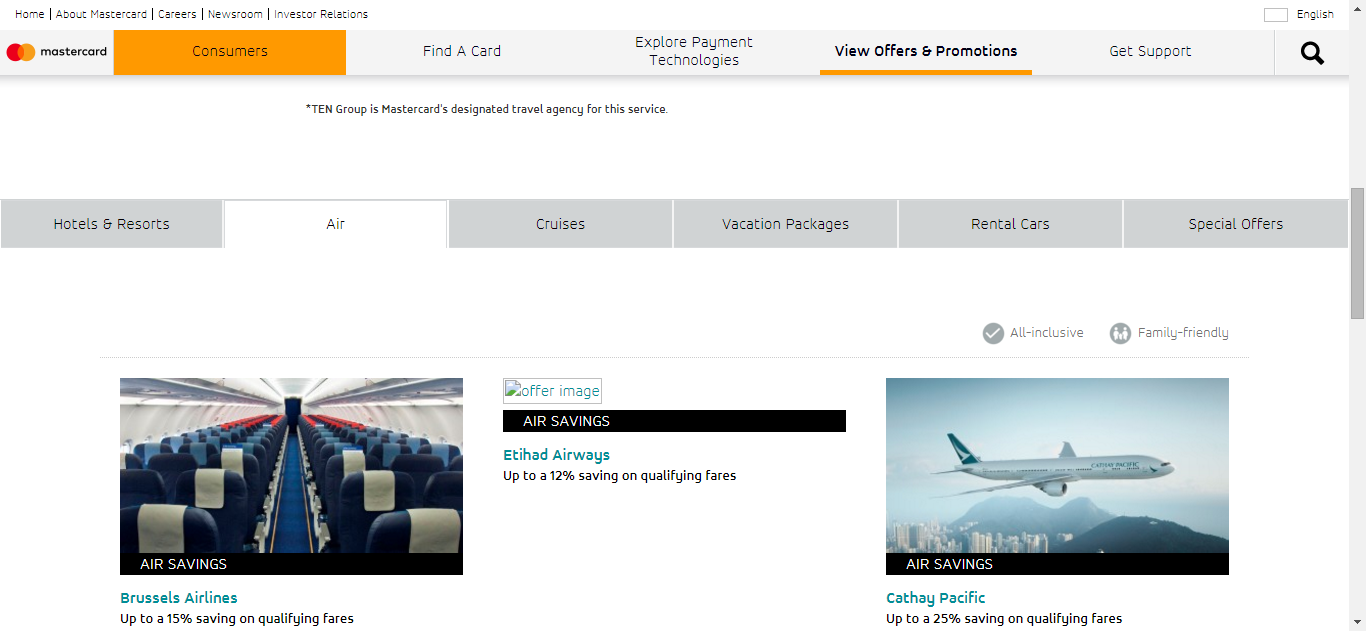 Home | About Mastercard | Careers | Newsroom | Investor Relations
English
mastercard
Consumers
Find A Card
Explore Payment
Technologies
View Offers & Promotions
Get Support
*TEN Group is Mastercard's designated travel agency for this service.
Hotels & Resorts
Air
Cruises
Vacation Packages
Rental Cars
Special Offers
All-inclusive
Family-friendly
AIR SAVINGS
Brussels Airlines
Up to a 15% saving on qualifying fares
offer image
AIR SAVINGS
Etihad Airways
Up to a 12% saving on qualifying fares
CATHAY PACIFIC
AIR SAVINGS
Cathay Pacific
Up to a 25% saving on qualifying fares